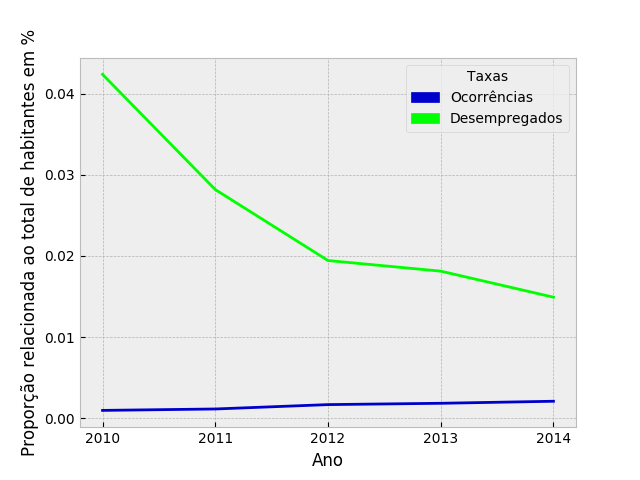 Proporção relacionada ao total de habitantes em %
0.04
0.03
0.02
0.01
0.00
Taxas
Ocorrências
Desempregados
2010 2011 2012 2013 2014
Ano